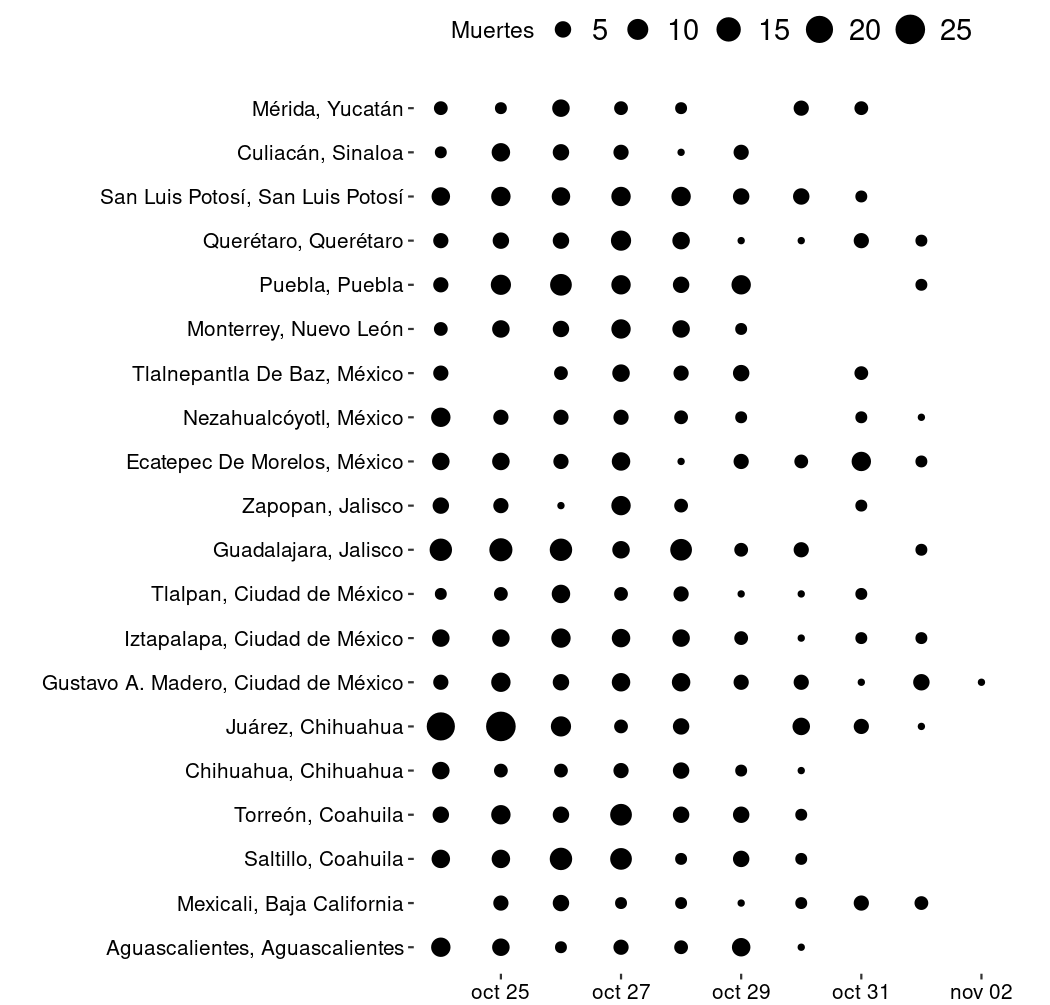 Muertes 5 10 15 20 25
Mérida, Yucatán
Culiacán, Sinaloa
San Luis Potosí, San Luis Potosí
Querétaro, Querétaro
Puebla, Puebla
Monterrey, Nuevo León
Tlalnepantla De Baz, México
Nezahualcóyotl, México
Ecatepec De Morelos, México
Zapopan, Jalisco
Guadalajara, Jalisco
Tlalpan, Ciudad de México
Iztapalapa, Ciudad de México
Gustavo A. Madero, Ciudad de México
Juárez, Chihuahua
Chihuahua, Chihuahua
Torreón, Coahuila
Saltillo, Coahuila
Mexicali, Baja California
Aguascalientes, Aguascalientes
oct 25 oct 27 oct 29 oct 31 nov 02